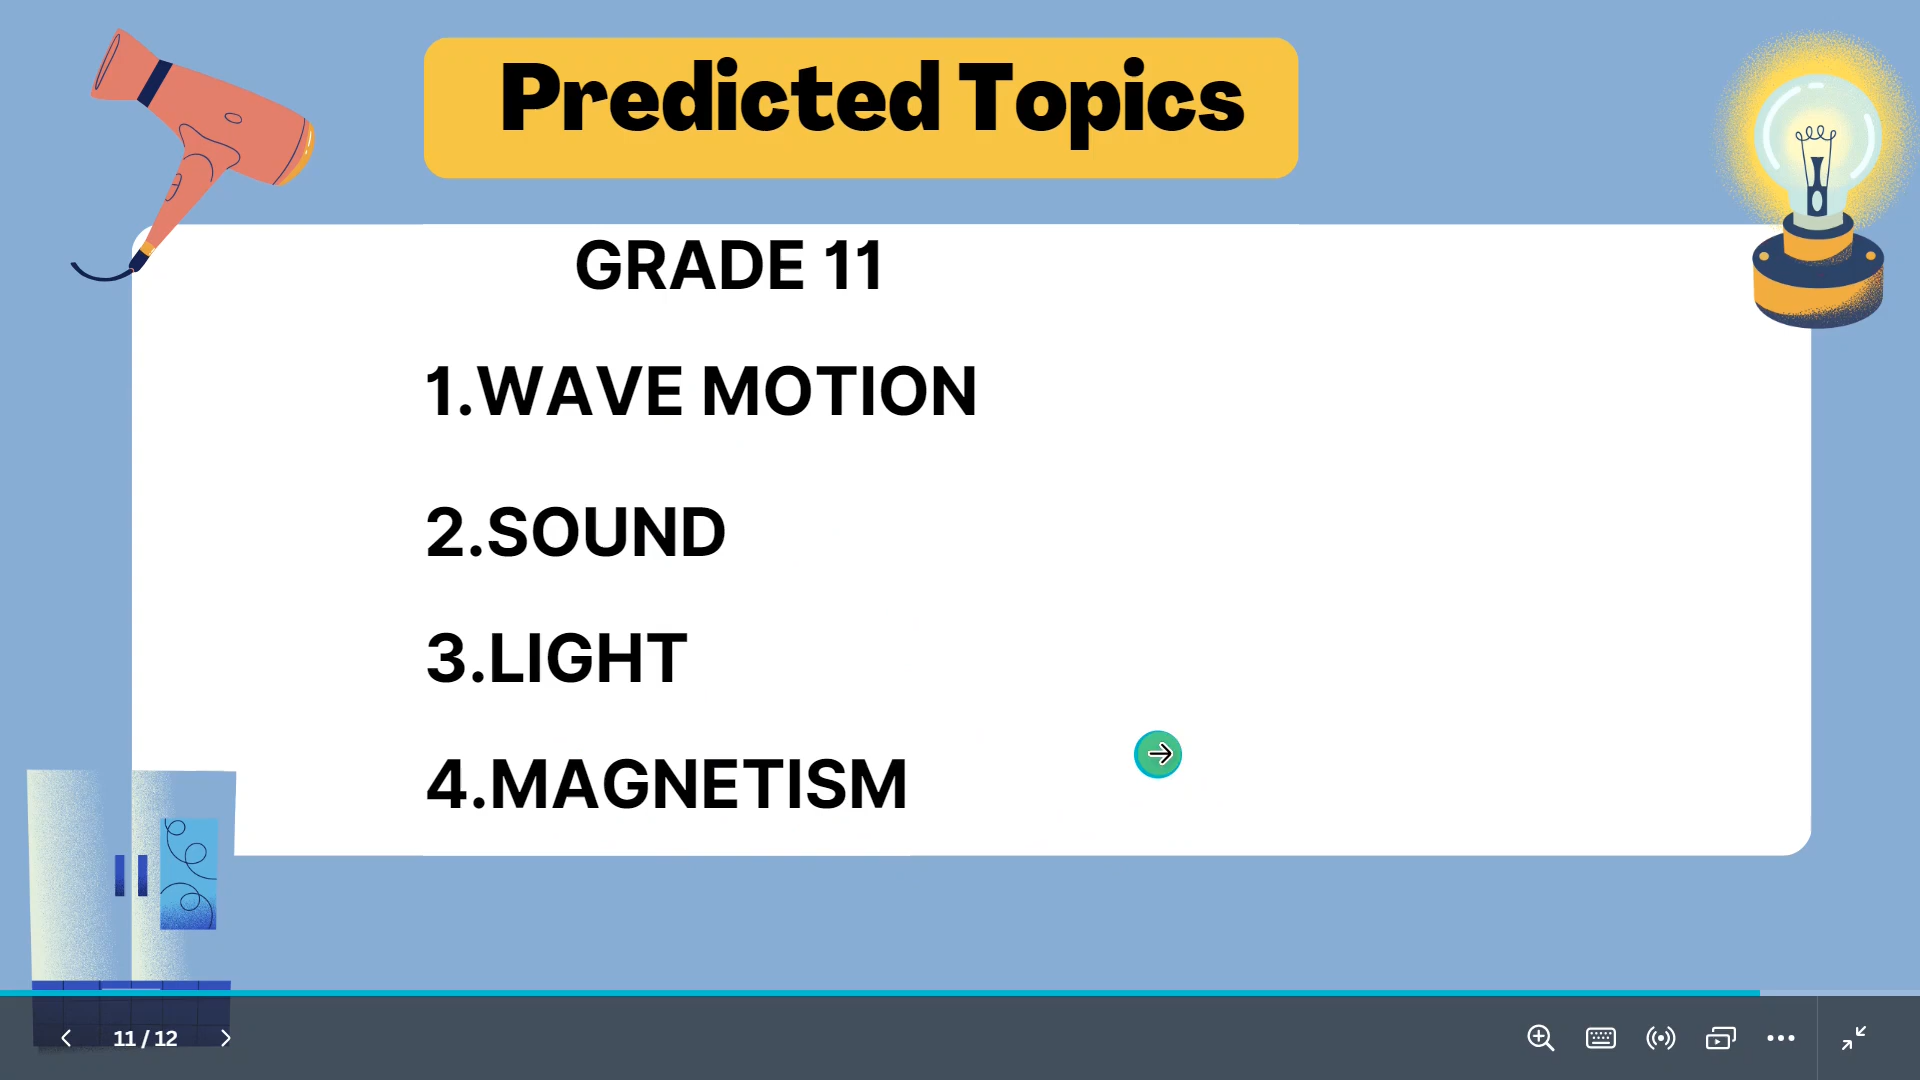 Predicted Topics
GRADE 11
1.WAVE MOTION
2.SOUND
3.LIGHT
4.MAGNETISM
11 / 12